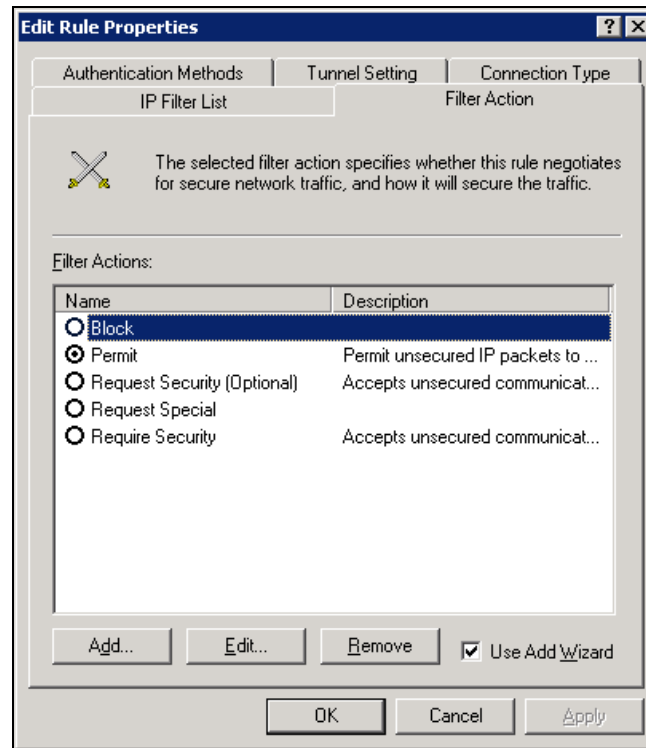 Edit Rule Properties
Authentication Methods Tunnel Setting Connection Type
IP Filter List Filter Action
The selected filter action specifies whether this rule negotiates
for secure network traffic, and how it will secure the traffic.
Filter Actions:
Name Description
Block
Permit Permit unsecured IP packets to ...
Request Security (Optional) Accepts unsecured communicat...
Request Special
Require Security Accepts unsecured communicat...
Add... Edit... Remove Use Add Wizard
OK Cancel Apply